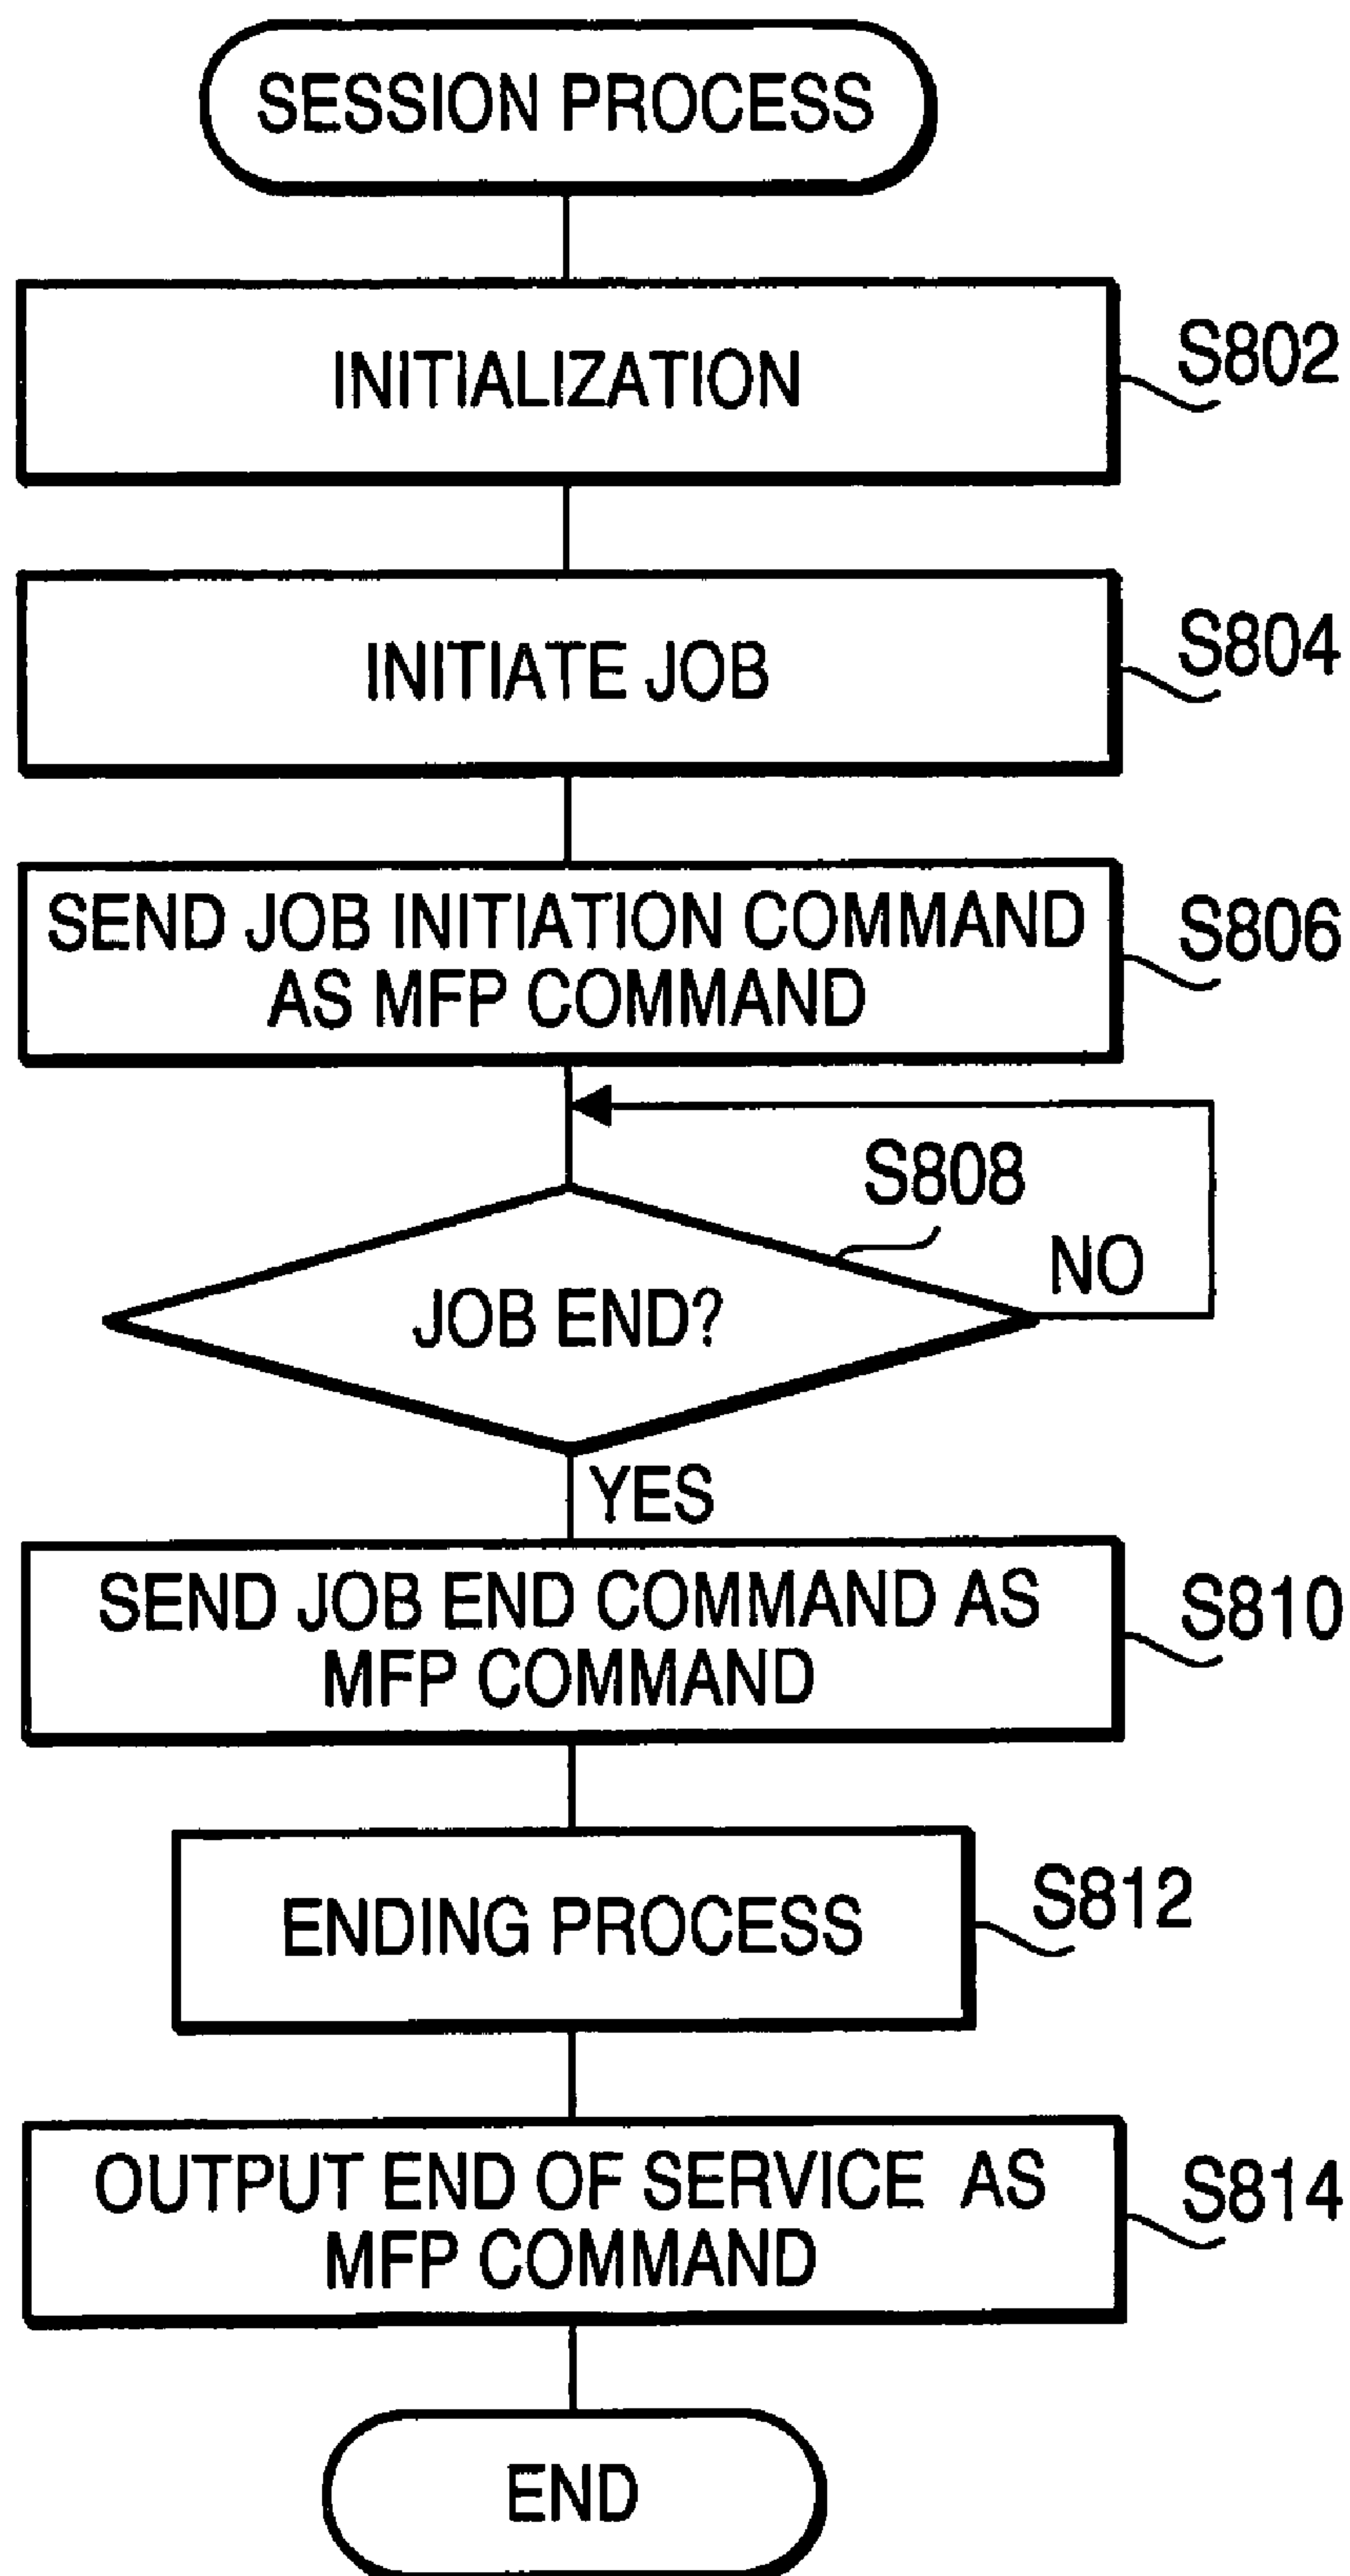 SESSION PROCESS
INITIALIZATION
S802
INITIATE JOB
S804
SEND JOB INITIATION COMMAND
AS MFP COMMAND
S806
S808
NO
JOB END?
YES
SEND JOB END COMMAND AS
MFP COMMAND
S810
ENDING PROCESS
S812
OUTPUT END OF SERVICE AS
MFP COMMAND
S814
END